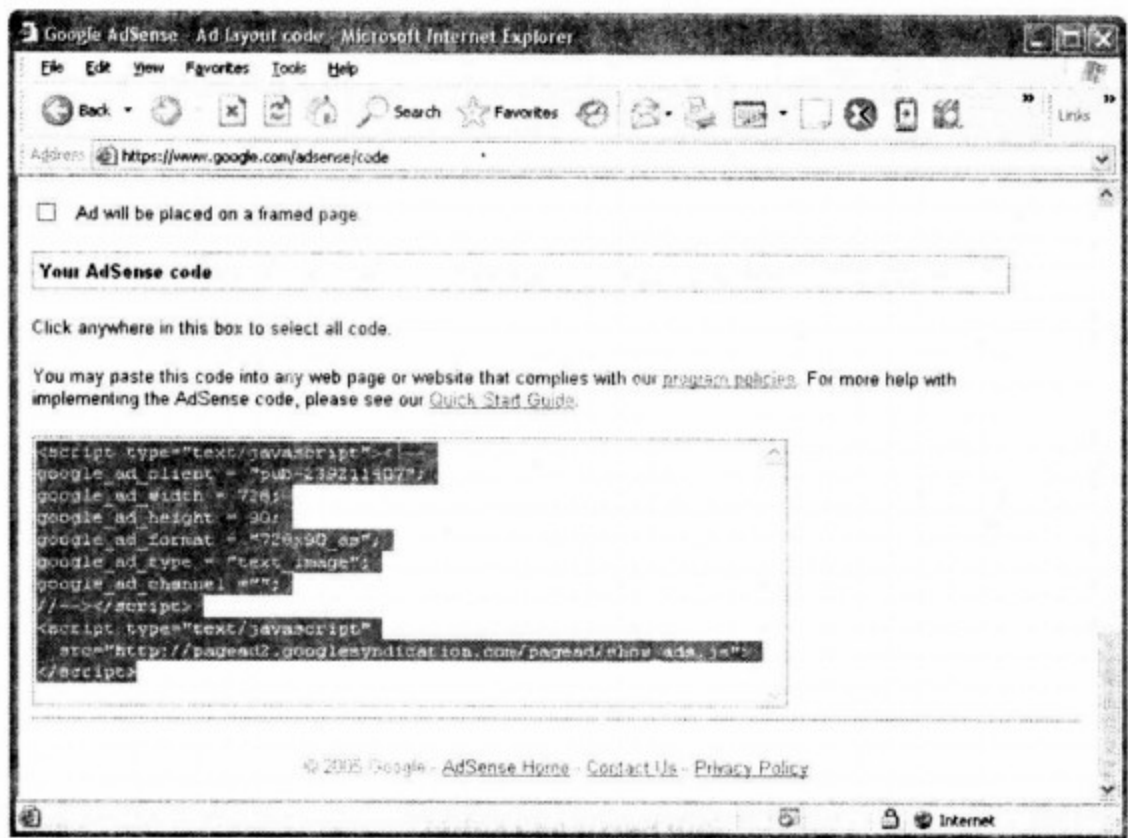 Google AdSense - Ad layout code - Microsoft Internet Explorer
File Edit View Favorites Tools Help
Back Search Favorites Links
Address https://www.google.com/adsense/code
Ad will be placed on a framed page.
Your AdSense code
Click anywhere in this box to select all code.
You may paste this code into any web page or website that complies with our program policies. For more help with
implementing the AdSense code, please see our Quick Start Guide.
<script type="text/javascript"><!--
google_ad_client = "pub-239211407";
google_ad_width = 728;
google_ad_height = 90;
google_ad_format = "728x90_as";
google_ad_type = "text_image";
google_ad_channel ="";
//--></script>
<script type="text/javascript"
src="http://pagead2.googlesyndication.com/pagead/show_ads.js">
</script>
© 2005 Google - AdSense Home - Contact Us - Privacy Policy
Internet